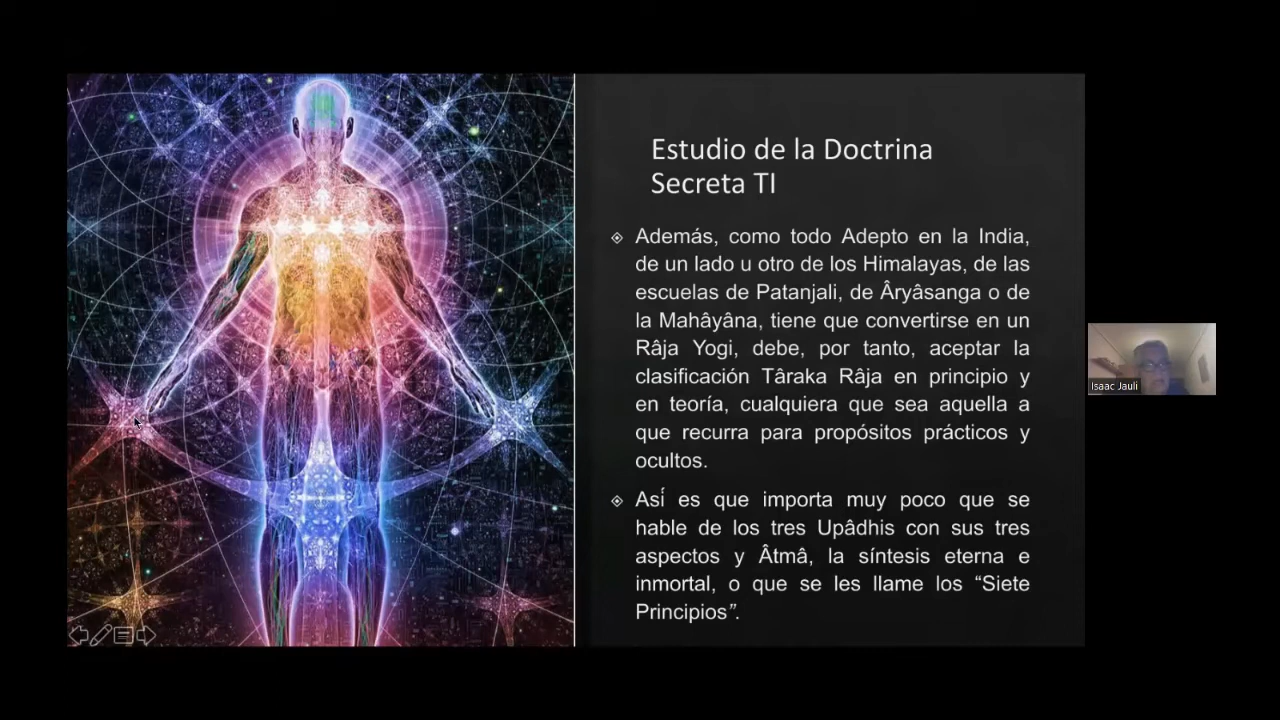 Estudio de la Doctrina
Secreta TI
Además, como todo Adepto en la India,
de un lado u otro de los Himalayas, de las
escuelas de Patanjali, de Âryâsanga o de
la Mahâyâna, tiene que convertirse en un
Râja Yogi, debe, por tanto, aceptar la
clasificación Târaka Râja en principio y
en teoría, cualquiera que sea aquella a
que recurra para propósitos prácticos y
ocultos.
Así es que importa muy poco que se
hable de los tres Upâdhis con sus tres
aspectos y Âtmâ, la síntesis eterna e
inmortal, o que se les llame los “Siete
Principios”.
Isaac Jauli